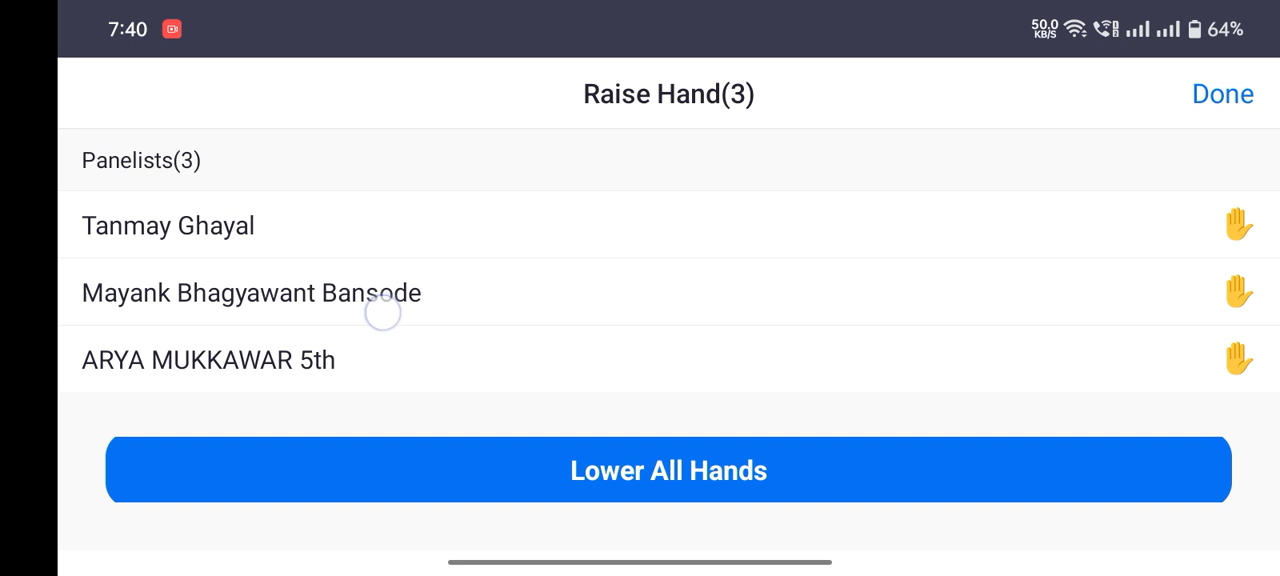 7:40
50.0 KB/S
64%
Raise Hand(3)
Done
Panelists(3)
Tanmay Ghayal
Mayank Bhagyawant Bansode
ARYA MUKKAWAR 5th
Lower All Hands